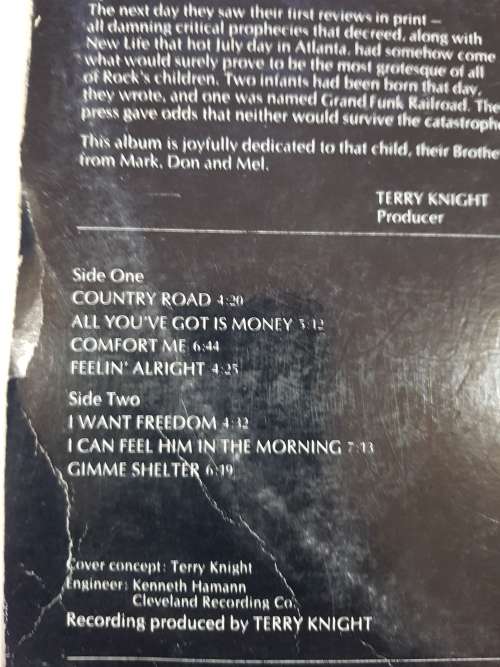 The next day they saw their first reviews in print —
all damning critical prophecies that decreed, along with
New Life that hot July day in Atlanta, had somehow come
what would surely prove to be the most grotesque of all
of Rock's children. Two infants had been born that day,
they wrote, and one was named Grand Funk Railroad. The
press gave odds that neither would survive the catastrophe
This album is joyfully dedicated to that child, their Brothe
from Mark, Don and Mel.
TERRY KNIGHT
Producer
Side One
COUNTRY ROAD 4:20
ALL YOU'VE GOT IS MONEY 5:12
COMFORT ME 6:44
FEELIN' ALRIGHT 4:25
Side Two
I WANT FREEDOM 4:32
I CAN FEEL HIM IN THE MORNING 7:13
GIMME SHELTER 6:19
Cover concept: Terry Knight
Engineer: Kenneth Hamann
Cleveland Recording Co.
Recording produced by TERRY KNIGHT